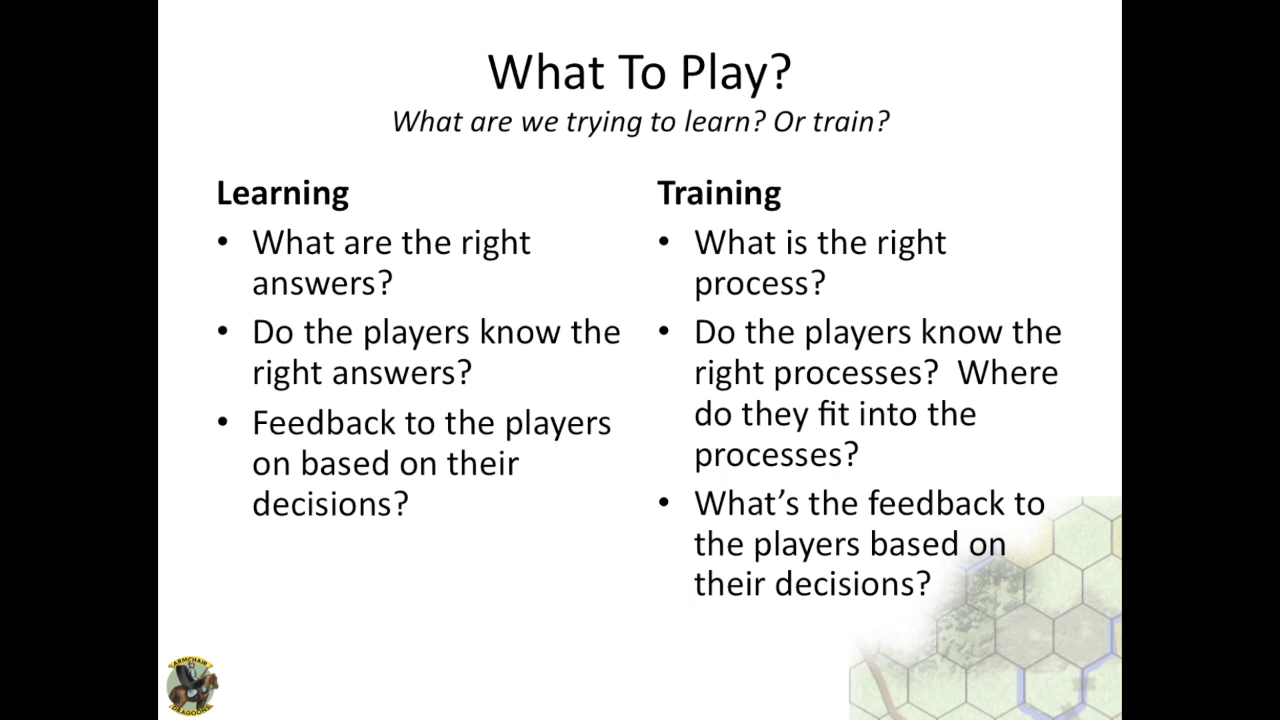 What To Play?
What are we trying to learn? Or train?
Learning
• What are the right
answers?
• Do the players know the
right answers?
• Feedback to the players
on based on their
decisions?
Training
• What is the right
process?
• Do the players know the
right processes?  Where
do they fit into the
processes?
• What’s the feedback to
the players based on
their decisions?
ARMCHAIR
DRAGOONS